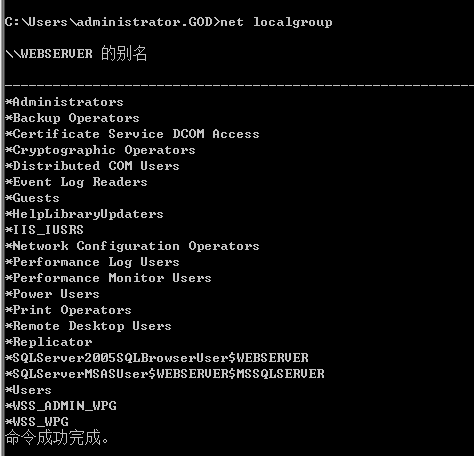 C:\Users\administrator.GOD>net localgroup
\\WEBSERVER 的别名
-------------------------------------------------------------------------------
*Administrators
*Backup Operators
*Certificate Service DCOM Access
*Cryptographic Operators
*Distributed COM Users
*Event Log Readers
*Guests
*HelpLibraryUpdaters
*IIS_IUSRS
*Network Configuration Operators
*Performance Log Users
*Performance Monitor Users
*Power Users
*Print Operators
*Remote Desktop Users
*Replicator
*SQLServer2005SQLBrowserUser$WEBSERVER
*SQLServerMSASUser$WEBSERVER$MSSQLSERVER
*Users
*WSS_ADMIN_WPG
*WSS_WPG
命令成功完成。